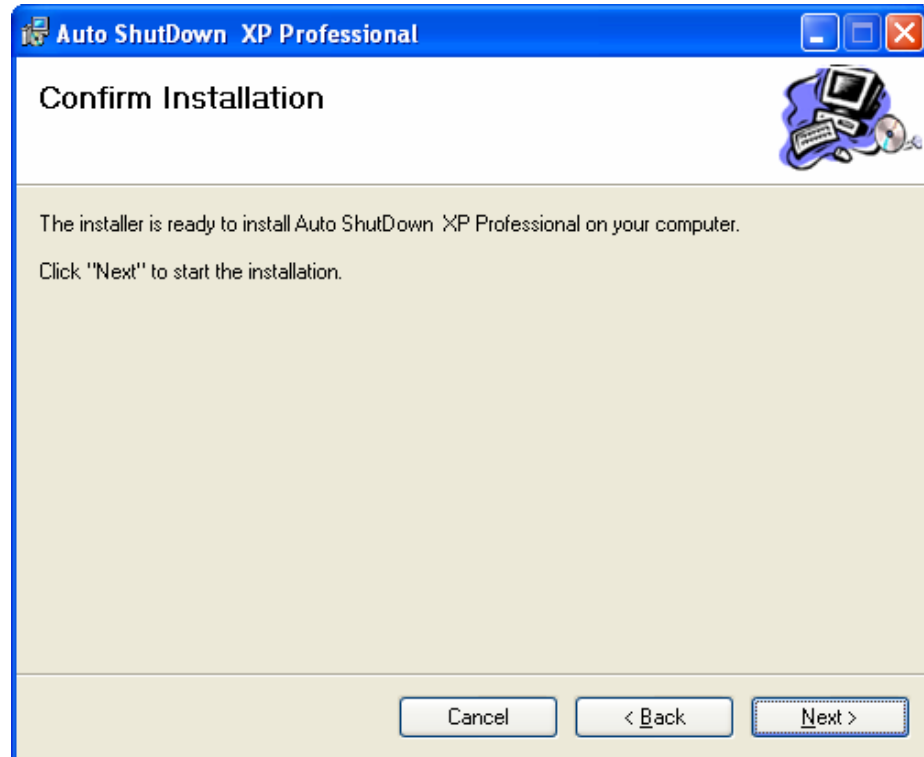 Auto ShutDown  XP Professional
Confirm Installation
The installer is ready to install Auto ShutDown  XP Professional on your computer.
Click "Next" to start the installation.
Cancel
< Back
Next >